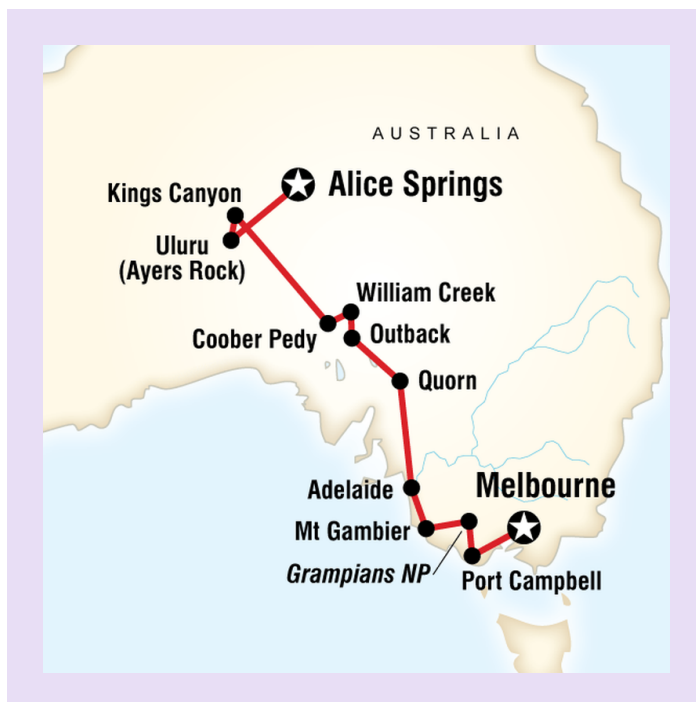 AUSTRALIA
Alice Springs
Kings Canyon
Uluru
(Ayers Rock)
William Creek
Coober Pedy
Outback
Quorn
Adelaide
Melbourne
Mt Gambier
Grampians NP
Port Campbell